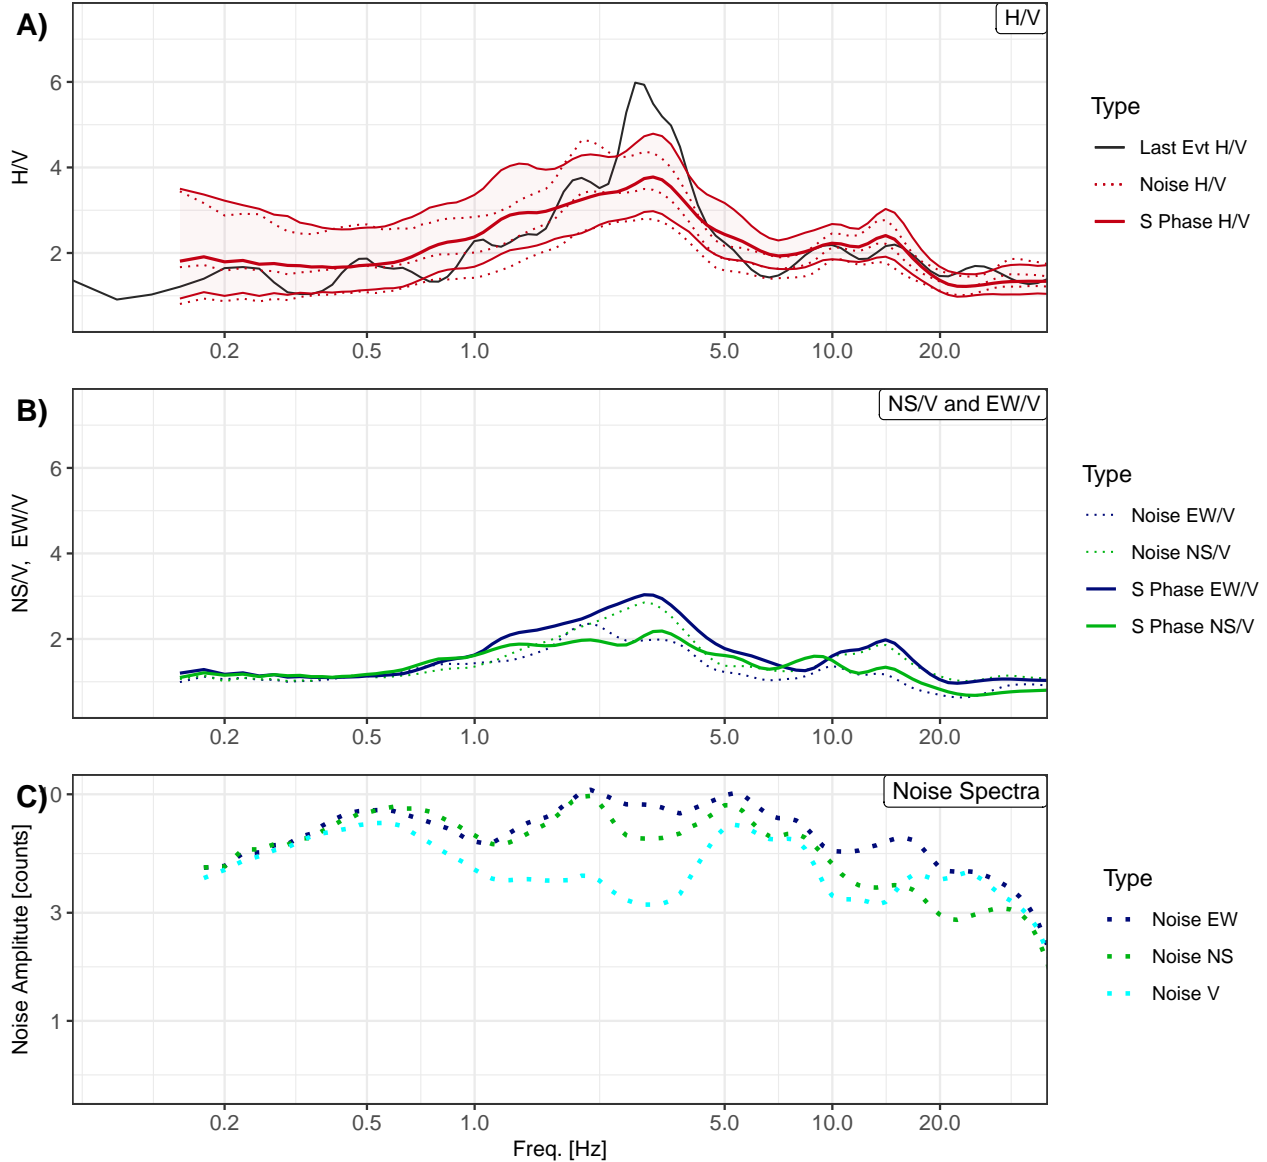 A)
H/V
H/V
6
4
2
0.2 0.5 1.0 5.0 10.0 20.0
Type
Last Evt H/V
Noise H/V
S Phase H/V
B)
NS/V and EW/V
NS/V, EW/V
6
4
2
0.2 0.5 1.0 5.0 10.0 20.0
Type
Noise EW/V
Noise NS/V
S Phase EW/V
S Phase NS/V
C)
Noise Spectra
Noise Amplitute [counts]
0
3
1
0.2 0.5 1.0 5.0 10.0 20.0
Freq. [Hz]
Type
Noise EW
Noise NS
Noise V